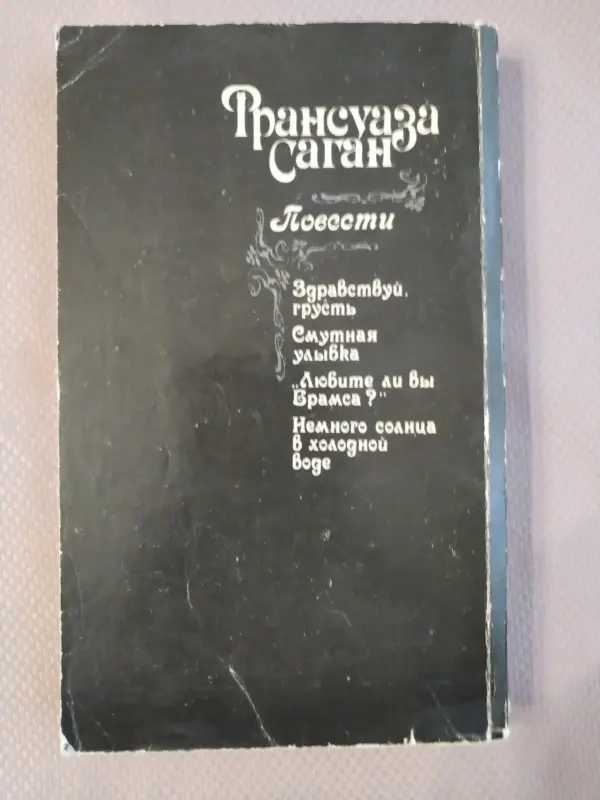 Франсуаза
Саган
Повести
Здравствуй,
грусть
Смутная
улыбка
„Любите ли вы
Брамса?"
Немного солнца
в холодной
воде